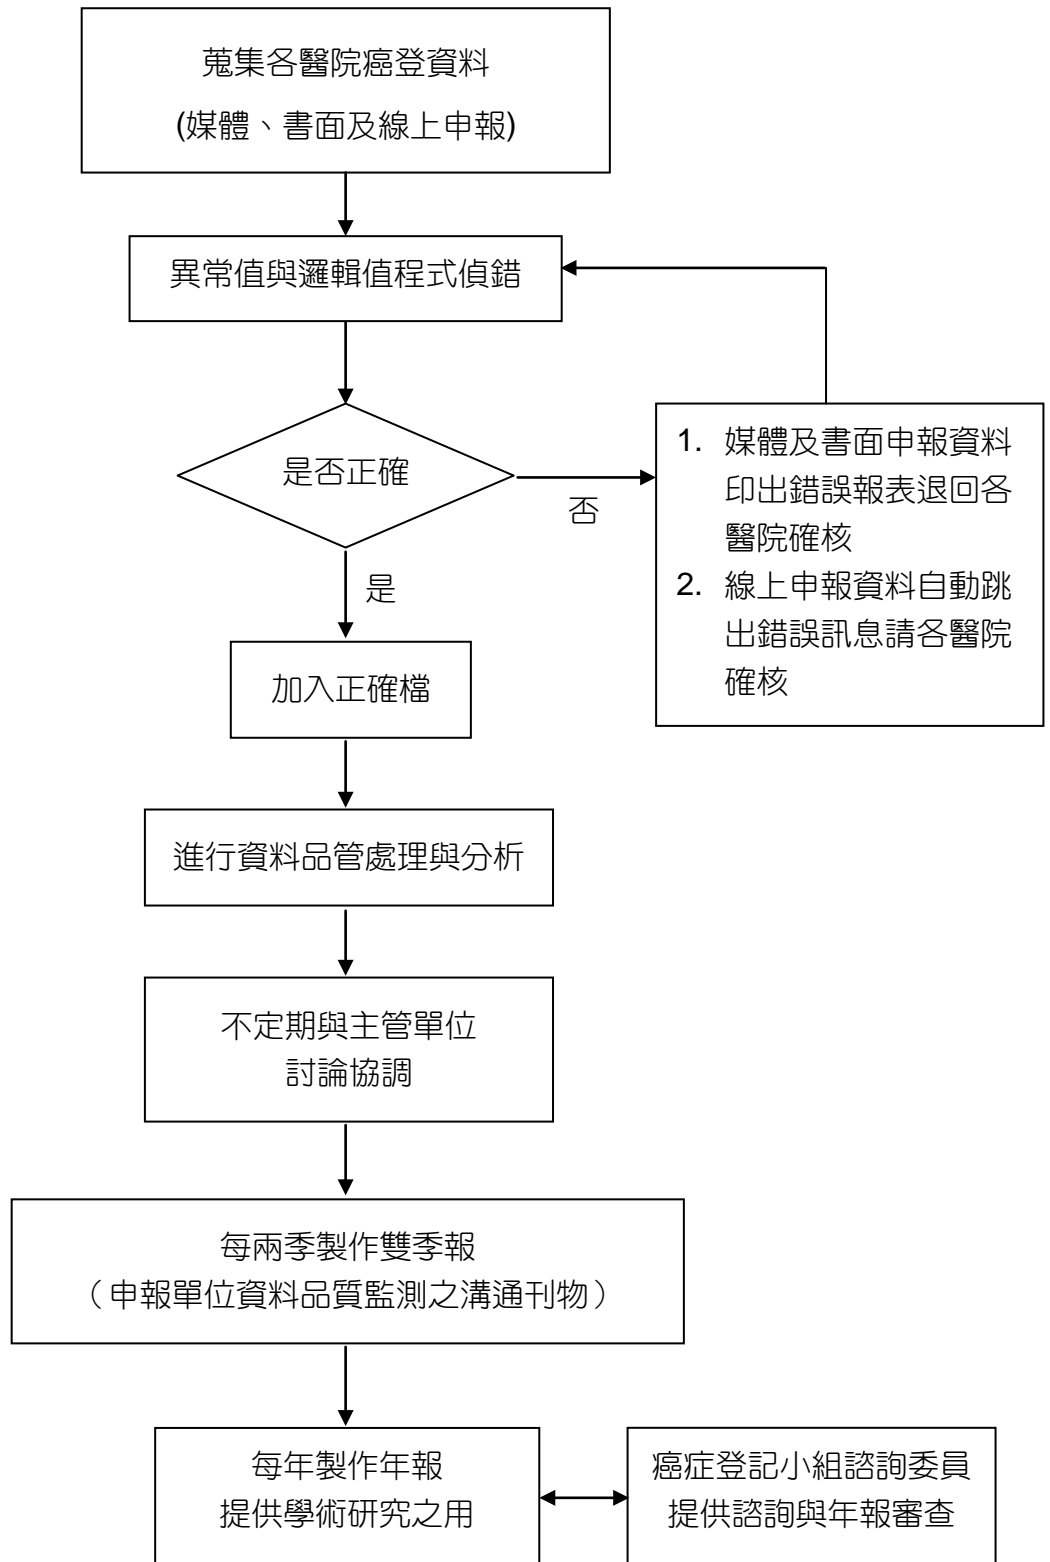 蒐集各醫院癌登資料
(媒體、書面及線上申報)
異常值與邏輯值程式偵錯
是否正確
否
1. 媒體及書面申報資料
印出錯誤報表退回各
醫院確核
2. 線上申報資料自動跳
出錯誤訊息請各醫院
確核
是
加入正確檔
進行資料品管處理與分析
不定期與主管單位
討論協調
每兩季製作雙季報
（申報單位資料品質監測之溝通刊物）
每年製作年報
提供學術研究之用
癌症登記小組諮詢委員
提供諮詢與年報審查